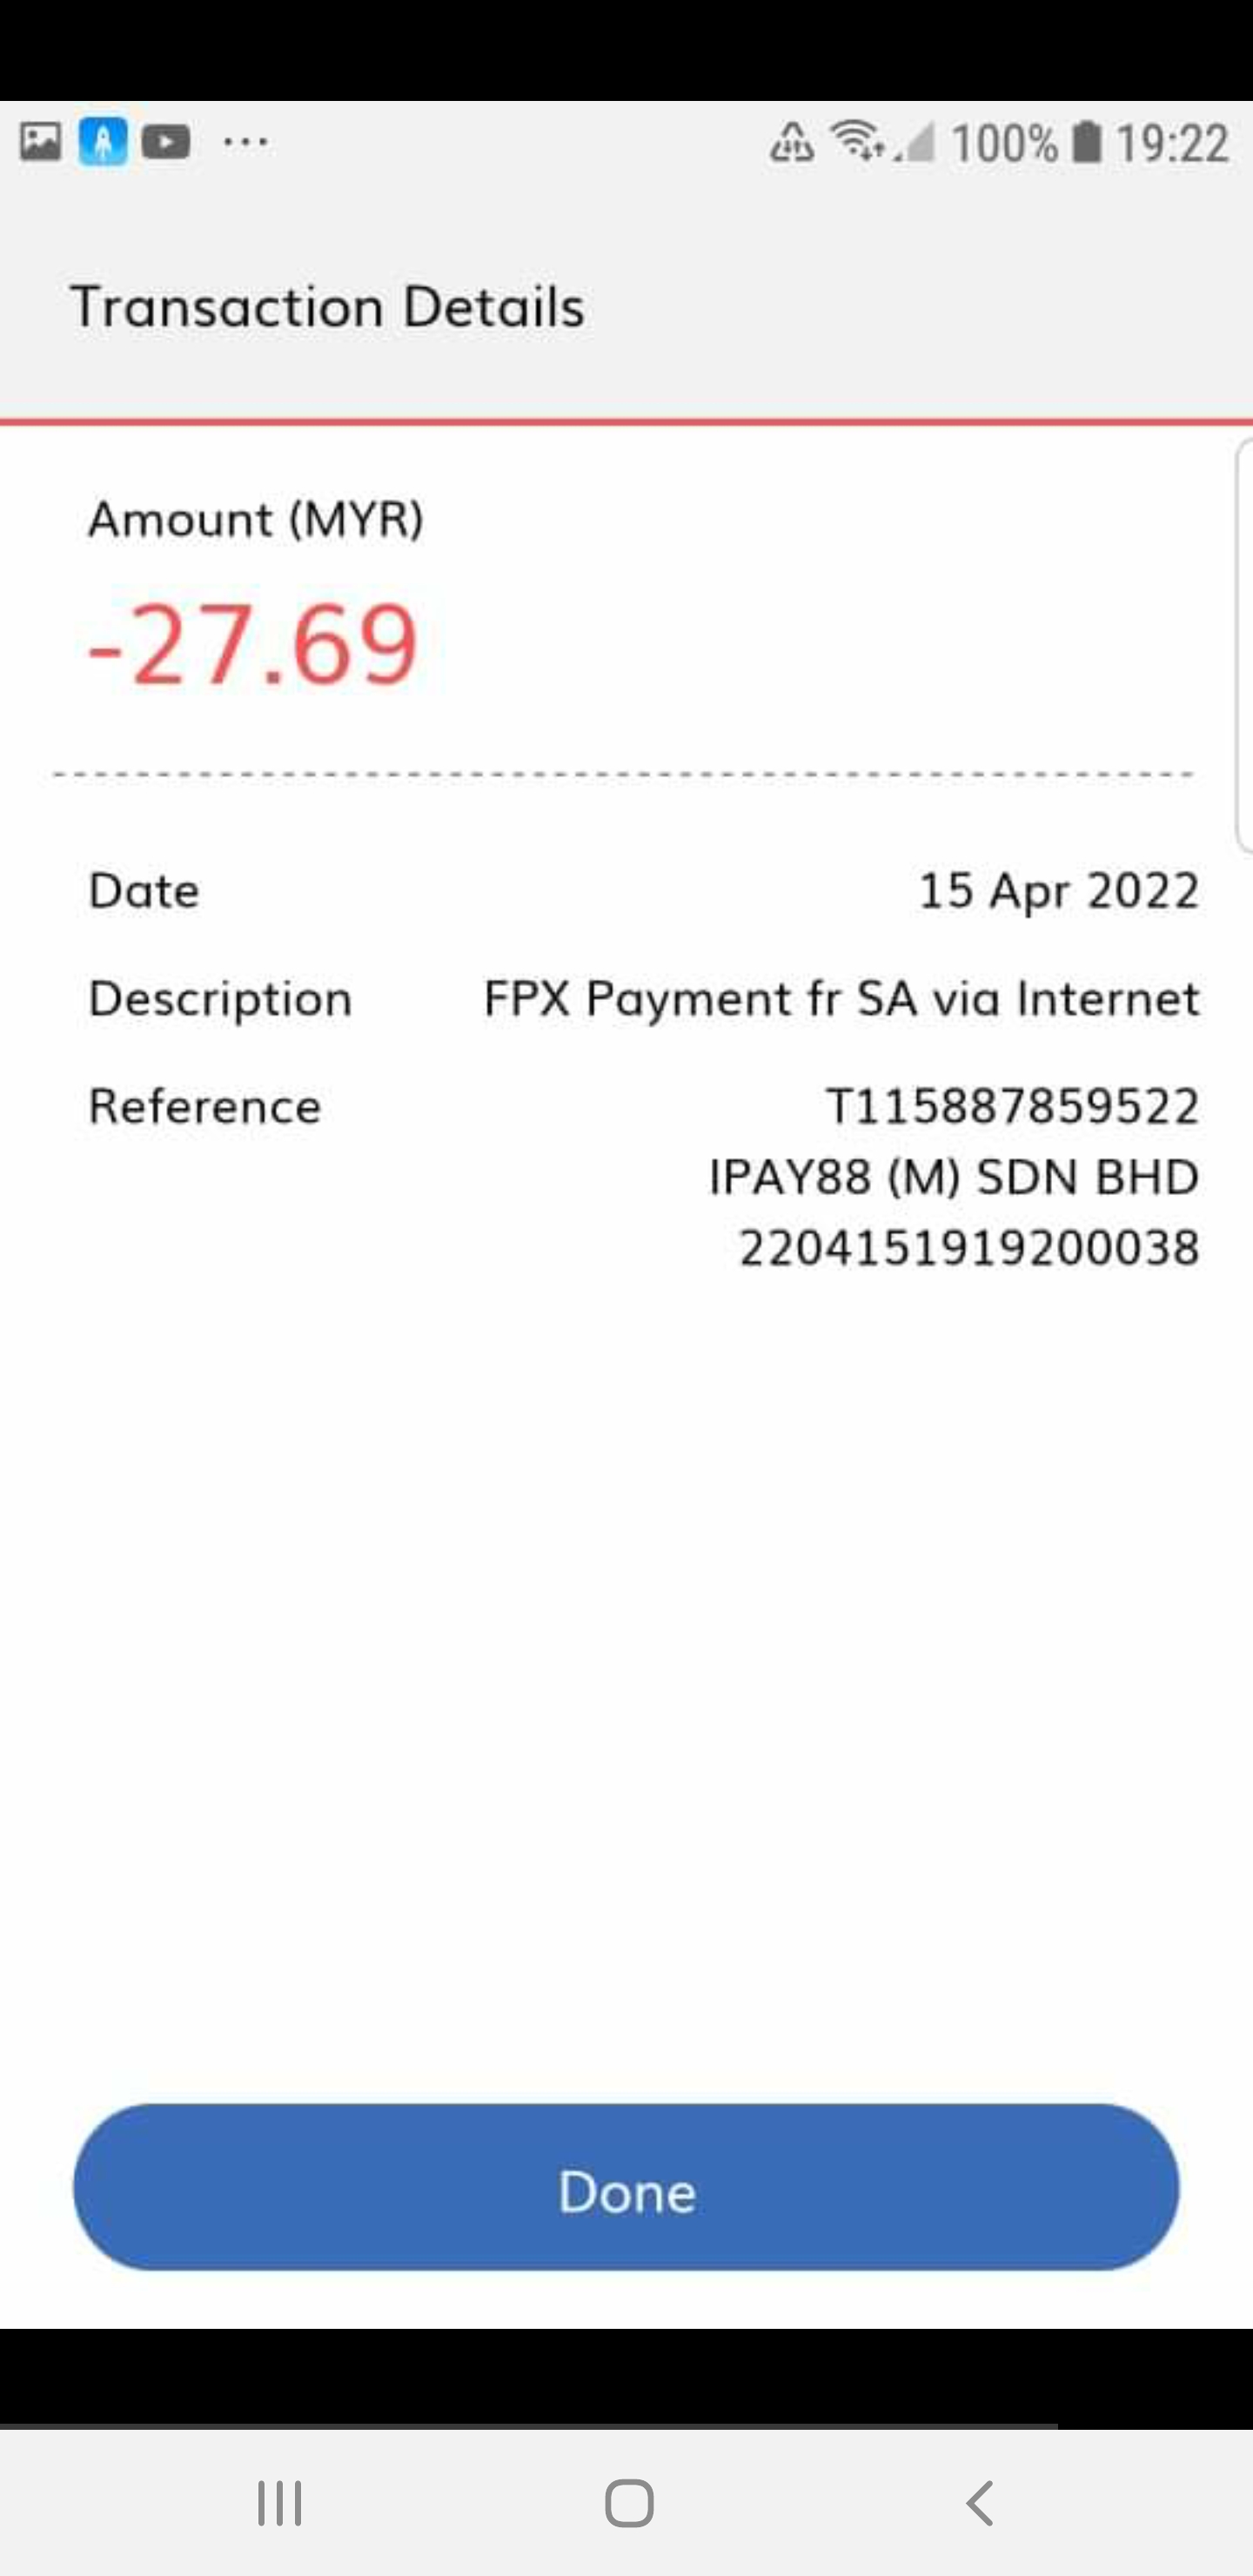 100% 19:22
Transaction Details
Amount (MYR)
-27.69
Date 15 Apr 2022
Description FPX Payment fr SA via Internet
Reference T115887859522
IPAY88 (M) SDN BHD
2204151919200038
Done